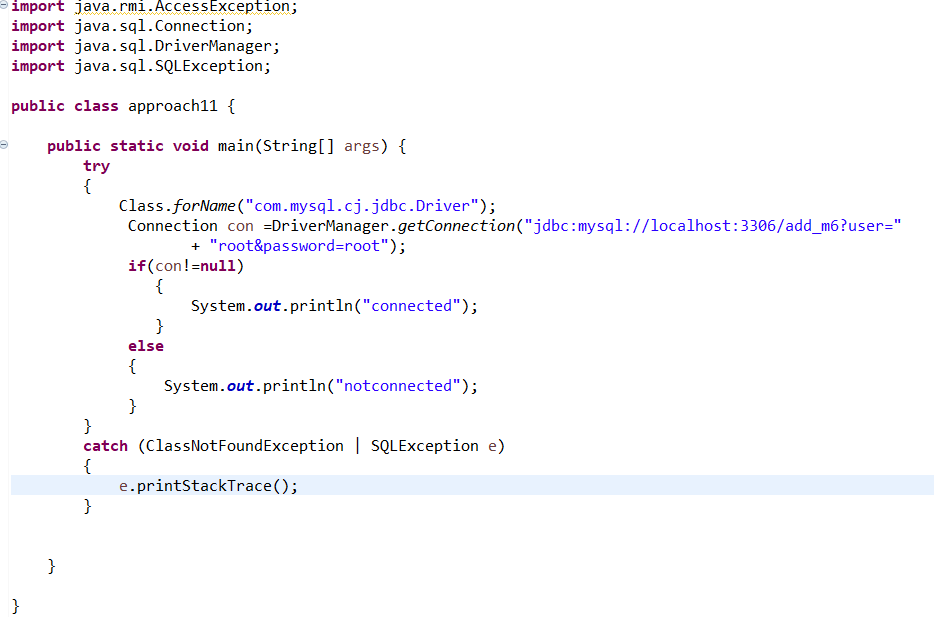 import java.rmi.AccessException;
import java.sql.Connection;
import java.sql.DriverManager;
import java.sql.SQLException;
public class approach11 {
public static void main(String[] args) {
try
{
Class.forName("com.mysql.cj.jdbc.Driver");
Connection con =DriverManager.getConnection("jdbc:mysql://localhost:3306/add_m6?user="
+ "root&password=root");
if(con!=null)
{
System.out.println("connected");
}
else
{
System.out.println("notconnected");
}
}
catch (ClassNotFoundException | SQLException e)
{
e.printStackTrace();
}
}
}